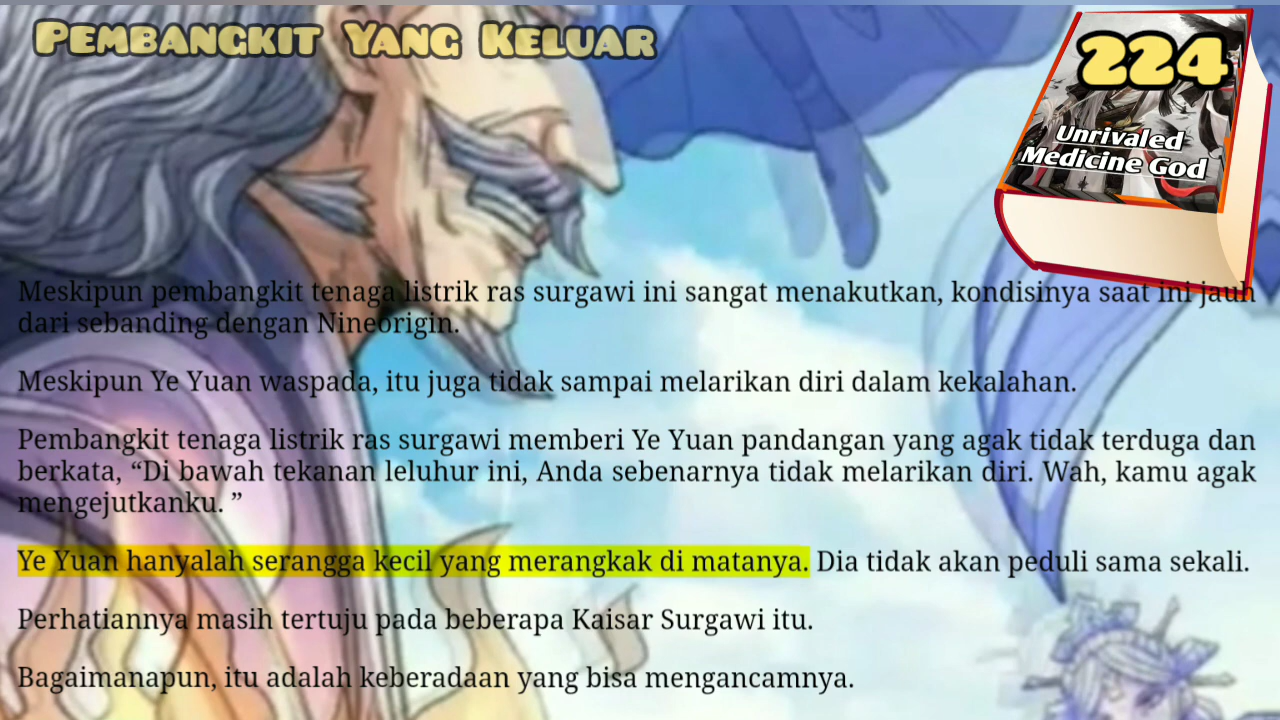 Pembangkit Yang Keluar
224
Unrivaled
Medicine God
Meskipun pembangkit tenaga listrik ras surgawi ini sangat menakutkan, kondisinya saat ini jauh
dari sebanding dengan Nineorigin.
Meskipun Ye Yuan waspada, itu juga tidak sampai melarikan diri dalam kekalahan.
Pembangkit tenaga listrik ras surgawi memberi Ye Yuan pandangan yang agak tidak terduga dan
berkata, “Di bawah tekanan leluhur ini, Anda sebenarnya tidak melarikan diri. Wah, kamu agak
mengejutkanku. ”
Ye Yuan hanyalah serangga kecil yang merangkak di matanya. Dia tidak akan peduli sama sekali.
Perhatiannya masih tertuju pada beberapa Kaisar Surgawi itu.
Bagaimanapun, itu adalah keberadaan yang bisa mengancamnya.